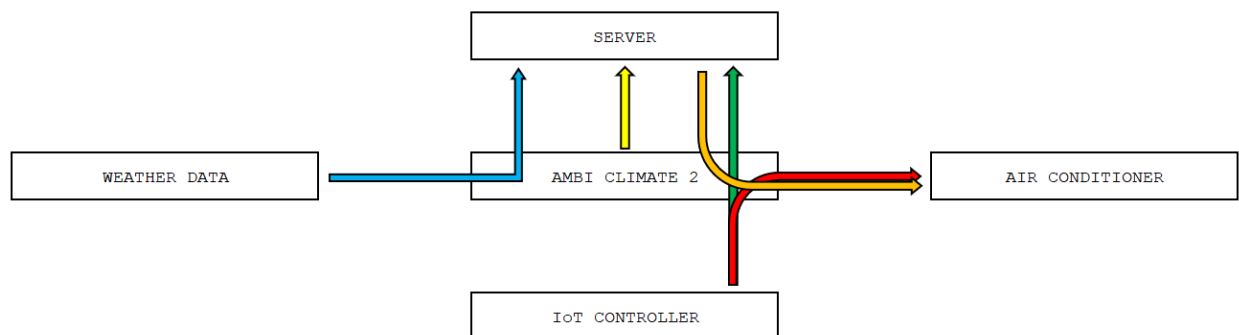 SERVER
WEATHER DATA
AMBI CLIMATE 2
AIR CONDITIONER
IoT CONTROLLER